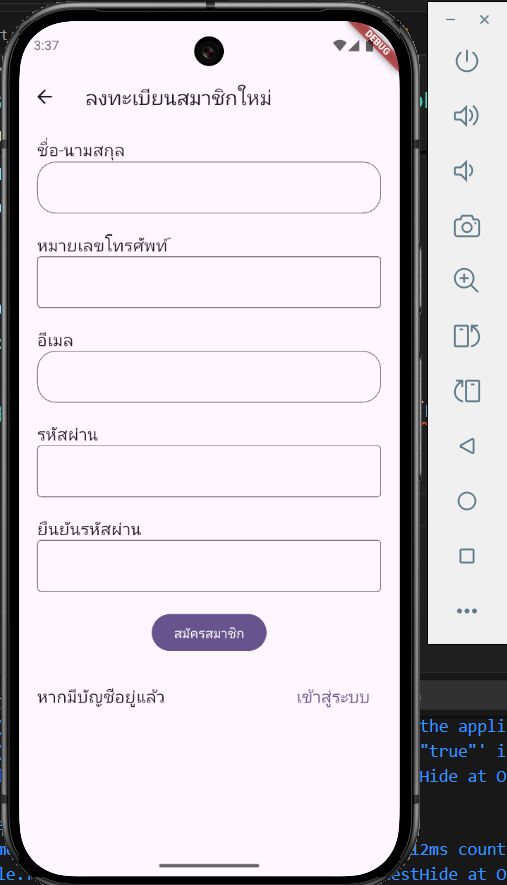 3:37
DEBUG
ลงทะเบียนสมาชิกใหม่
ชื่อ-นามสกุล
หมายเลขโทรศัพท์
อีเมล
รหัสผ่าน
ยืนยันรหัสผ่าน
สมัครสมาชิก
หากมีบัญชีอยู่แล้ว
เข้าสู่ระบบ
the appli
"true"' i
Hide at O
12ms count
estHide at O